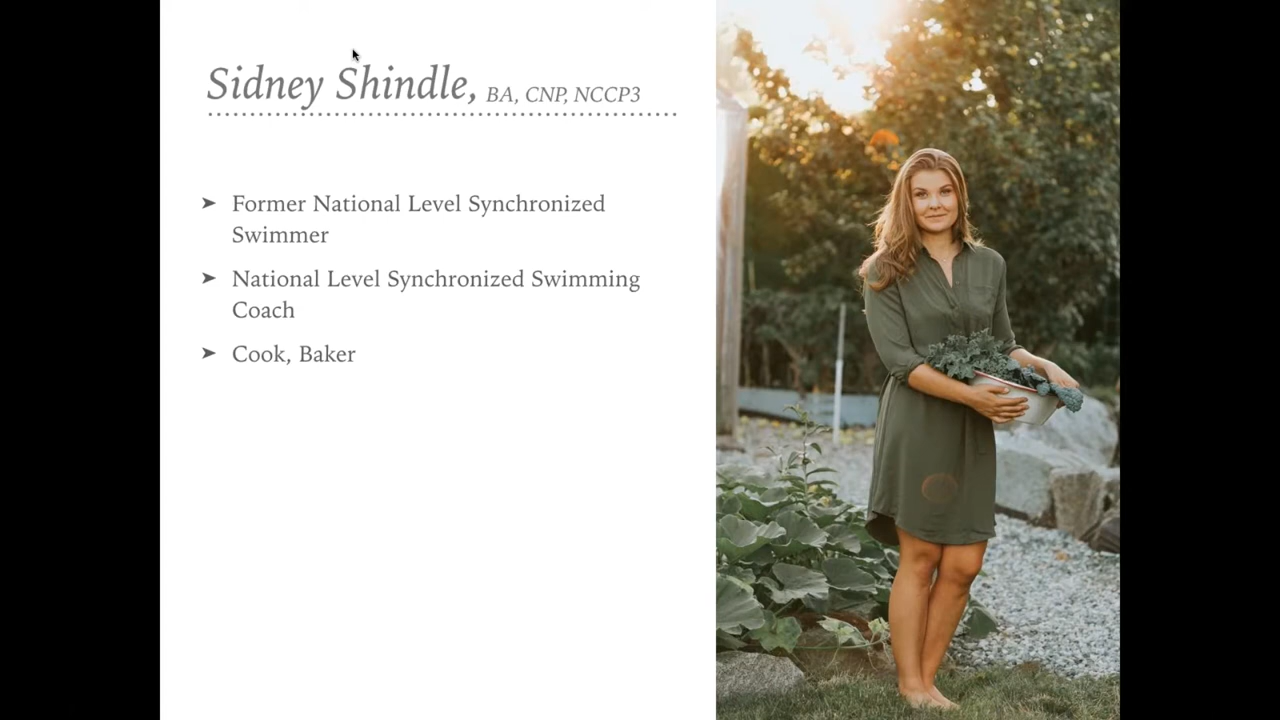 Sidney Shindle, BA, CNP, NCCP3
➤ Former National Level Synchronized
Swimmer
➤ National Level Synchronized Swimming
Coach
➤ Cook, Baker